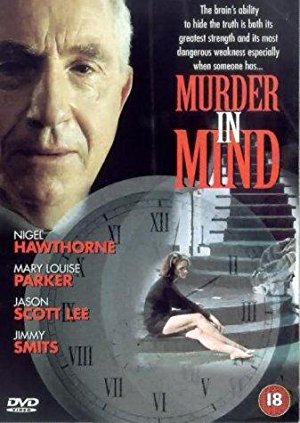 The brain's ability
to hide the truth is both its
greatest strength and its most
dangerous weakness especially
when someone has...
MURDER
IN
MIND
NIGEL
HAWTHORNE
MARY LOUISE
PARKER
JASON
SCOTT LEE
JIMMY
SMITS
XI
XII
I
II
III
IV
V
VI
VII
VIII
DVD
VIDEO
18